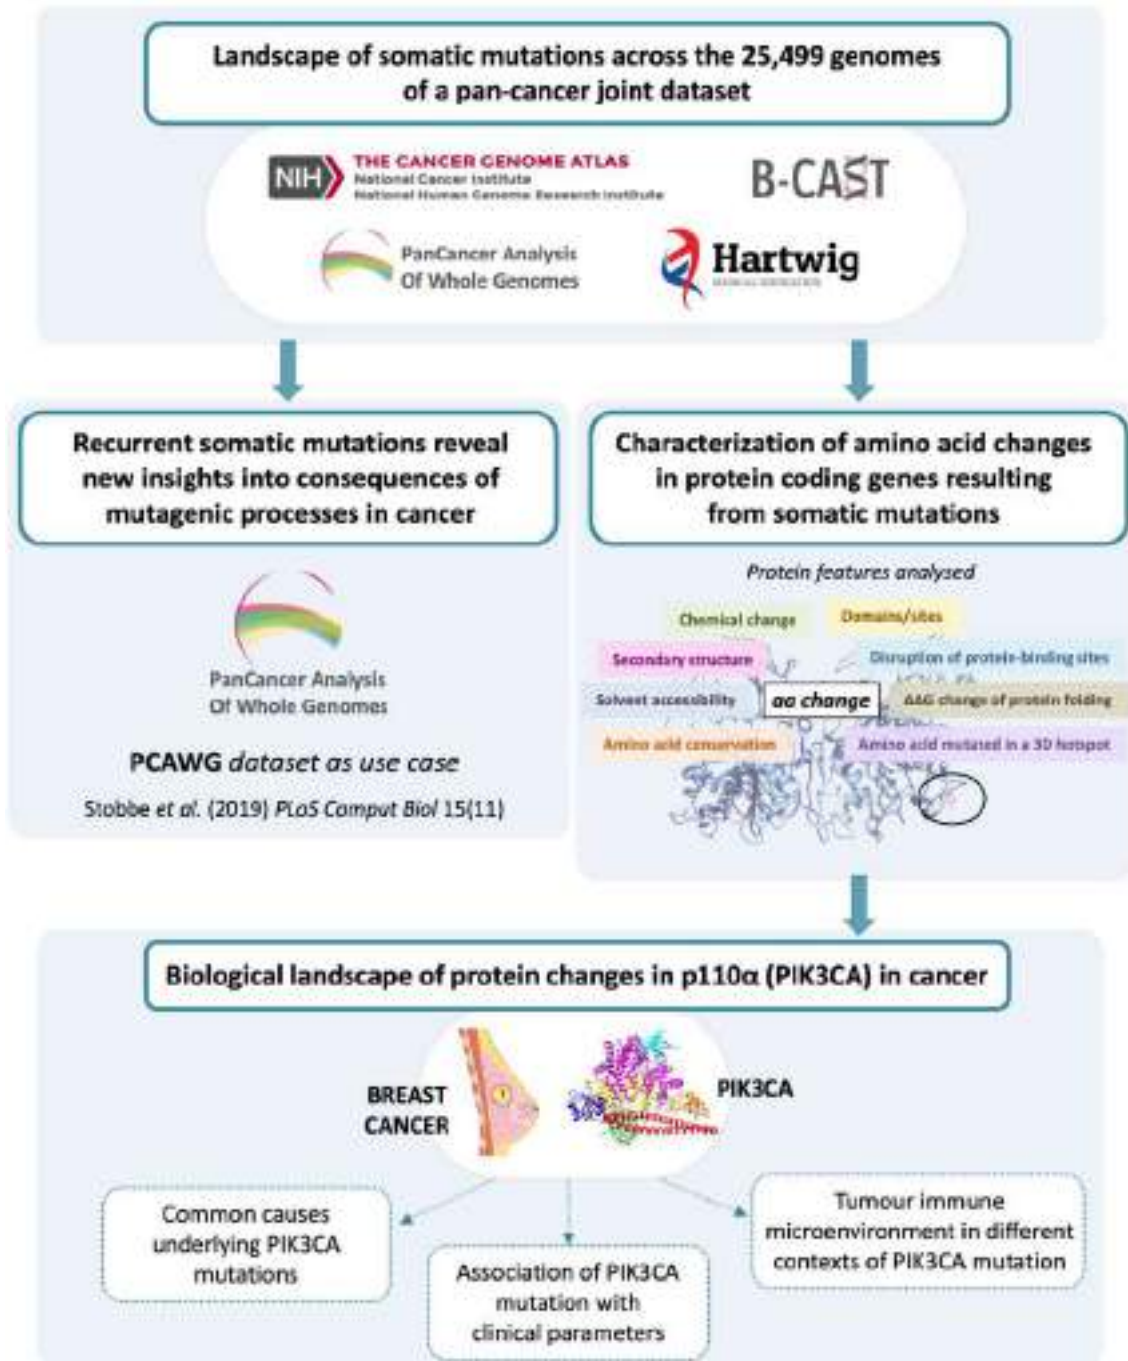 Landscape of somatic mutations across the 25,499 genomes
of a pan-cancer joint dataset
NIH
THE CANCER GENOME ATLAS
National Cancer Institute
National Human Genome Research Institute
B-CAST
PanCancer Analysis
Of Whole Genomes
Hartwig
MEDICAL FOUNDATION
Recurrent somatic mutations reveal
new insights into consequences of
mutagenic processes in cancer
PanCancer Analysis
Of Whole Genomes
PCAWG dataset as use case
Stobbe et al. (2019) PLoS Comput Biol 15(11)
Characterization of amino acid changes
in protein coding genes resulting
from somatic mutations
Protein features analysed
Chemical change
Domains/sites
Secondary structure
Disruption of protein-binding sites
Solvent accessibility
aa change
ΔΔG change of protein folding
Amino acid conservation
Amino acid mutated in a 3D hotspot
Biological landscape of protein changes in p110α (PIK3CA) in cancer
BREAST
CANCER
PIK3CA
Common causes
underlying PIK3CA
mutations
Association of PIK3CA
mutation with
clinical parameters
Tumour immune
microenvironment in different
contexts of PIK3CA mutation